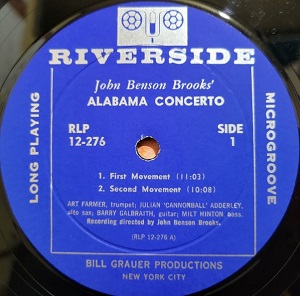 RIVERSIDE
John Benson Brooks'
ALABAMA CONCERTO
RLP
12-276
SIDE
1
LONG PLAYING
MICROGROOVE
1. First Movement (11:03)
2. Second Movement (10:08)
ART FARMER, trumpet; JULIAN 'CANNONBALL' ADDERLEY,
alto sax; BARRY GALBRAITH, guitar; MILT HINTON bass.
Recording directed by John Benson Brooks.
(RLP 12-276 A)
BILL GRAUER PRODUCTIONS
NEW YORK CITY